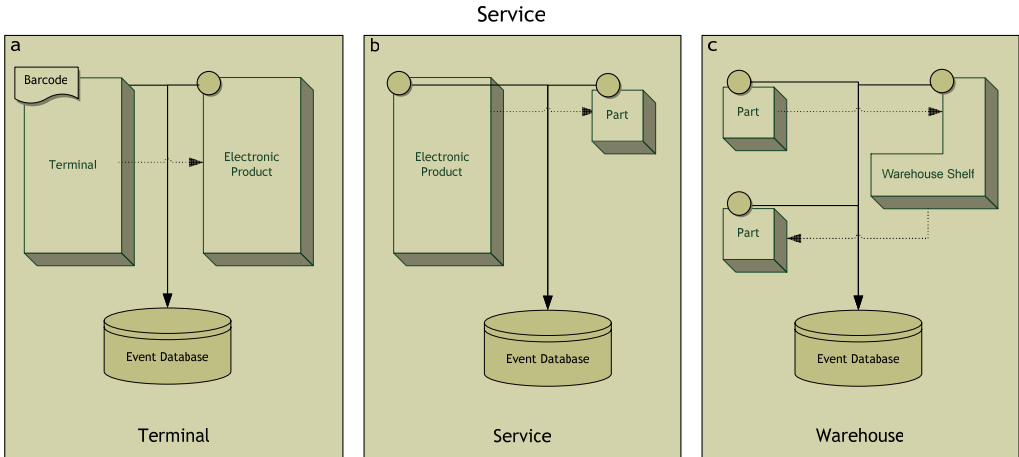 Service
a
Barcode
Terminal
Electronic
Product
Event Database
Terminal
b
Electronic
Product
Part
Event Database
Service
c
Part
Warehouse Shelf
Part
Event Database
Warehouse